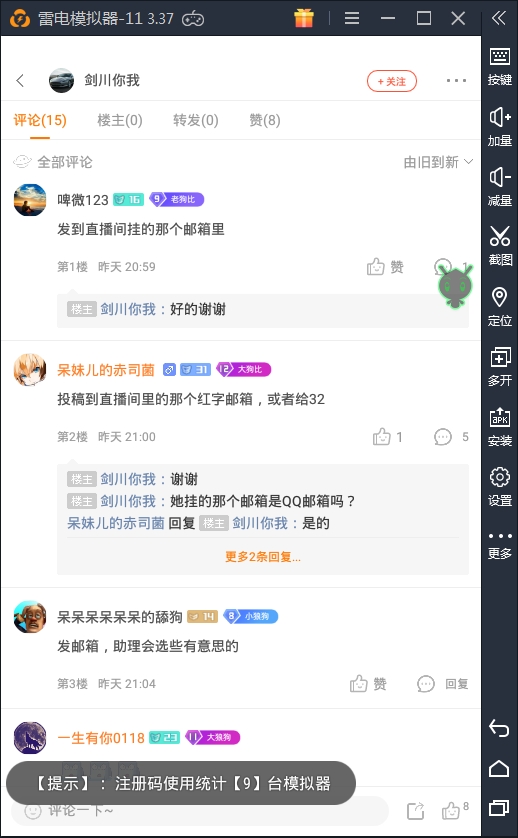 雷电模拟器-11 3.37
剑川你我
+ 关注
评论(15) 楼主(0) 转发(0) 赞(8)
全部评论 由旧到新
啤微123 16 9 老狗比
发到直播间挂的那个邮箱里
第1楼 昨天 20:59 赞 1
楼主 剑川你我：好的谢谢
呆妹儿的赤司菌 31 12 大狗比
投稿到直播间里的那个红字邮箱，或者给32
第2楼 昨天 21:00 1 5
楼主 剑川你我：谢谢
楼主 剑川你我：她挂的那个邮箱是QQ邮箱吗？
呆妹儿的赤司菌 回复 楼主 剑川你我：是的
更多2条回复...
呆呆呆呆呆呆的舔狗 14 8 小狼狗
发邮箱，助理会选些有意思的
第3楼 昨天 21:04 赞 回复
一生有你0118 23 11 大狼狗
【提示】：注册码使用统计【9】台模拟器
评论一下~ 8
按键
加量
减量
截图
定位
多开
APK
安装
设置
更多